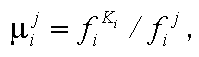 μ_i^j = f_i^{K_i} / f_i^j ,